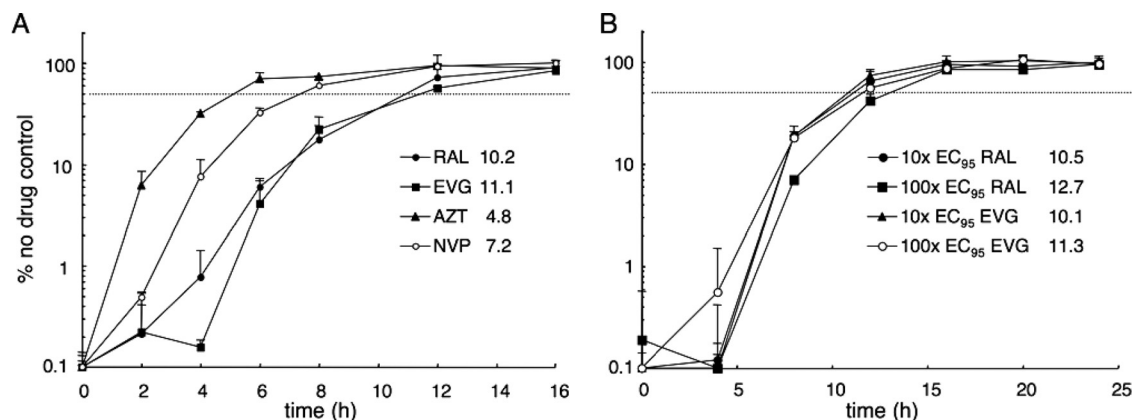 A
% no drug control
100
10
1
0.1
RAL 10.2
EVG 11.1
AZT 4.8
NVP 7.2
0 2 4 6 8 10 12 14 16
time (h)
B
100
10
1
0.1
10x EC95 RAL 10.5
100x EC95 RAL 12.7
10x EC95 EVG 10.1
100x EC95 EVG 11.3
0 5 10 15 20 25
time (h)